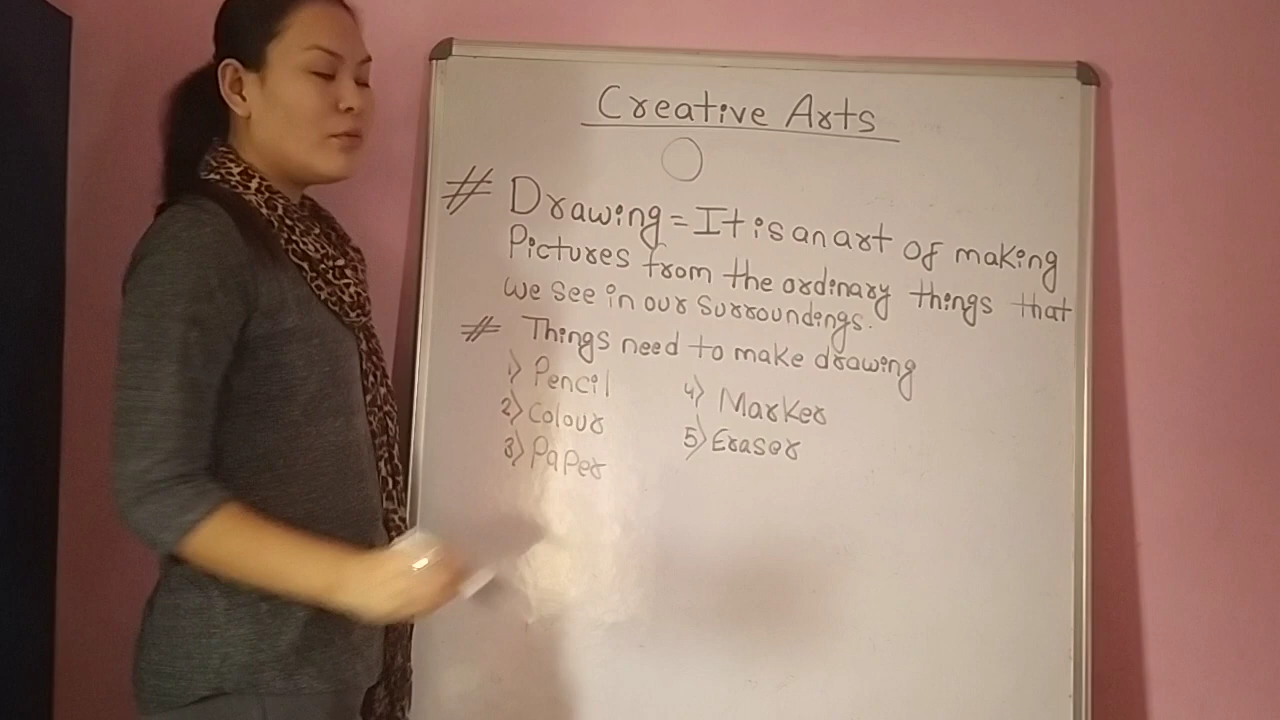 Creative Arts
# Drawing = It is an art of making
Pictures from the ordinary things that
we see in our surroundings.
# Things need to make drawing
1) Pencil
2) Colour
3) Paper
4) Marker
5) Eraser